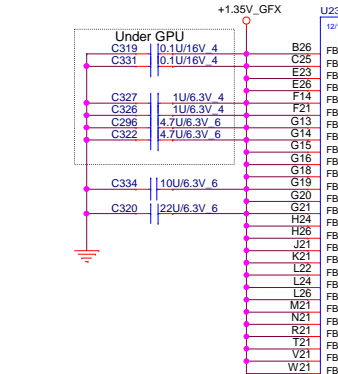 +1.35V_GFX
U23
12/
Under GPU
C319 0.1U/16V_4 B26 FB
C331 0.1U/16V_4 C25 FB
E23 FB
E26 FB
C327 1U/6.3V_4 F14 FB
C326 1U/6.3V_4 F21 FB
C296 4.7U/6.3V_6 G13 FB
C322 4.7U/6.3V_6 G14 FB
G15 FB
G16 FB
G18 FB
C334 10U/6.3V_6 G19 FB
G20 FB
C320 22U/6.3V_6 G21 FB
H24 FB
H26 FB
J21 FB
K21 FB
L22 FB
L24 FB
L26 FB
M21 FB
N21 FB
R21 FB
T21 FB
V21 FB
W21 FB